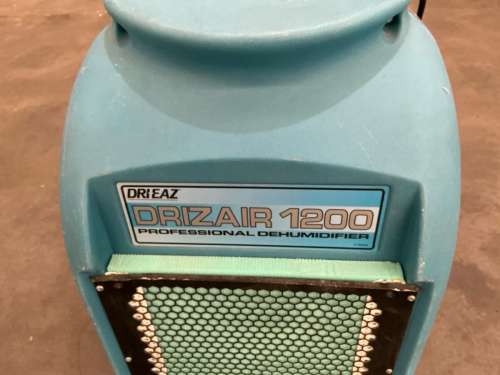 DRI-EAZ
DRIZAIR 1200
PROFESSIONAL DEHUMIDIFIER